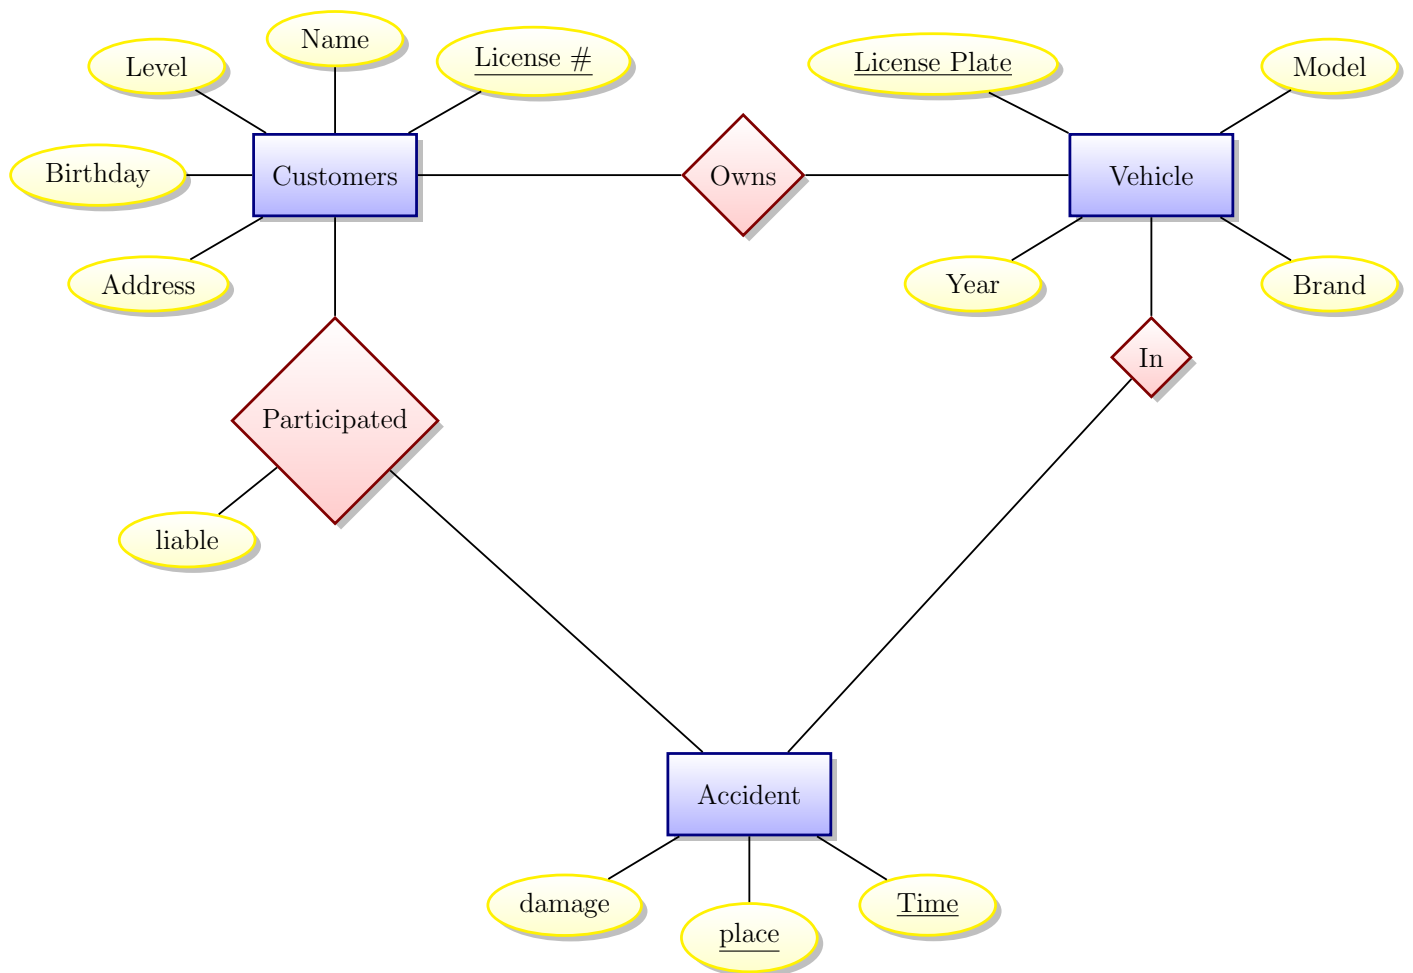 Name
License #
License Plate
Level
Model
Birthday
Customers
Owns
Vehicle
Address
Year
Brand
In
Participated
liable
Accident
damage
Time
place